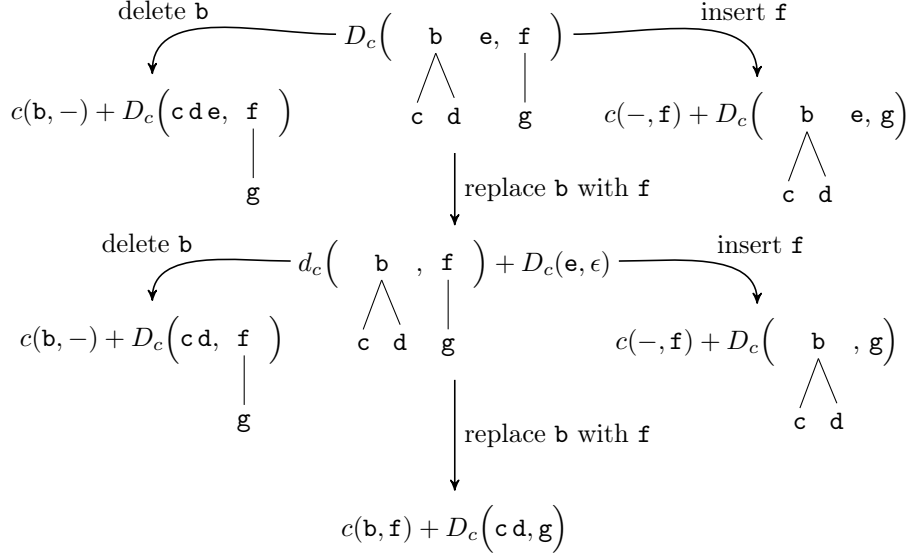 delete b
insert f
D_c( b e, f )
c d g
c(b, −) + D_c(c d e, f )
g
c(−, f) + D_c( b e, g)
c d
replace b with f
delete b
insert f
d_c( b , f ) + D_c(e, ϵ)
c d g
c(b, −) + D_c(c d, f )
g
c(−, f) + D_c( b , g)
c d
replace b with f
c(b, f) + D_c(c d, g)